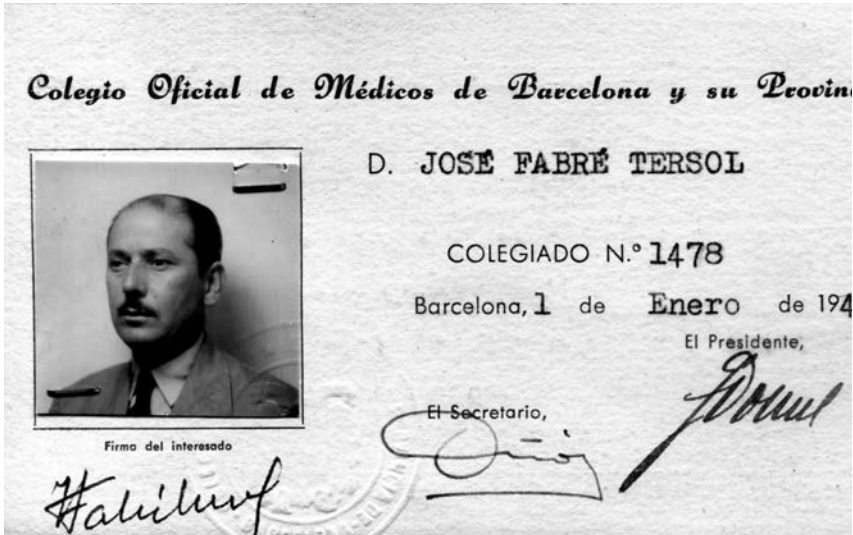 Colegio Oficial de Médicos de Barcelona y su Provin
D. JOSÉ FABRÉ TERSOL
COLEGIADO N.º 1478
Barcelona, 1 de Enero de 194
El Presidente,
El Secretario,
Firma del interesado